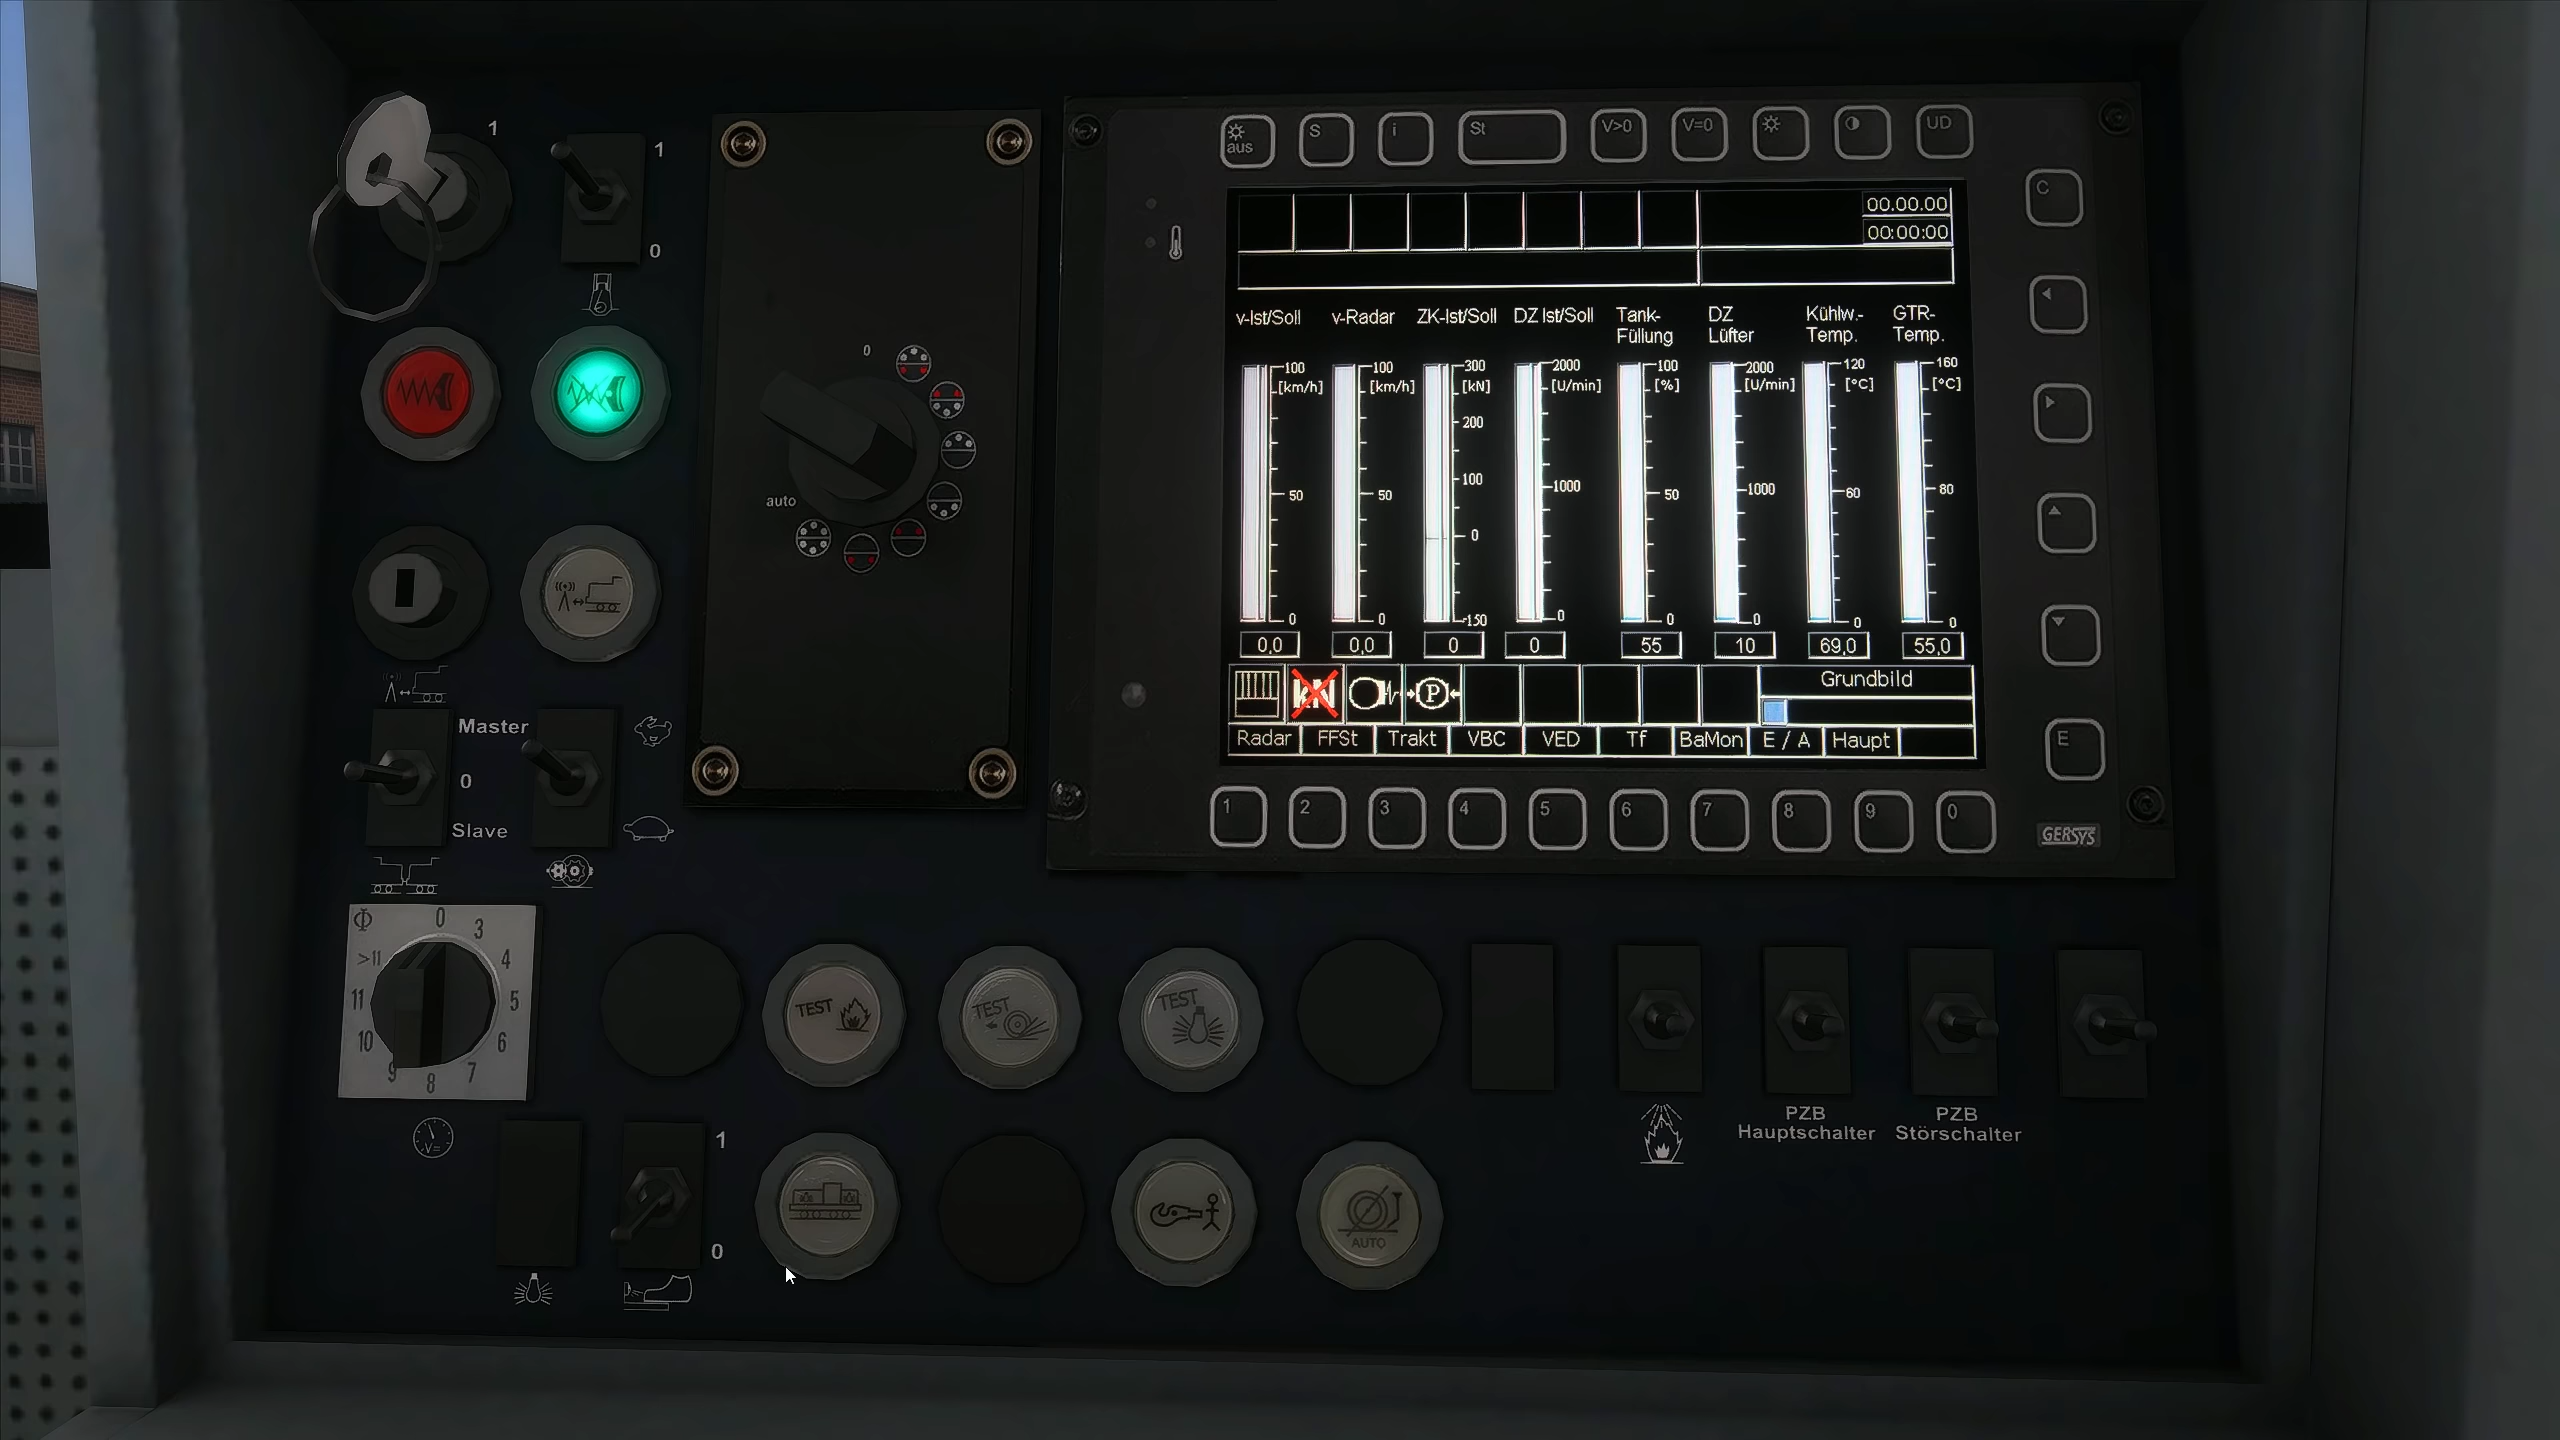 1
1
0
0
auto
Master
0
Slave
Φ
0
3
4
5
6
7
8
9
10
11
>11
V=
TEST
TEST
TEST
1
0
AUTO
PZB
Hauptschalter
PZB
Störschalter
aus
S
i
St
V>0
V=0
UD
C
E
00.00.00
00:00:00
v-Ist/Soll
v-Radar
ZK-Ist/Soll
DZ Ist/Soll
Tank-
Füllung
DZ
Lüfter
Kühlw.-
Temp.
GTR-
Temp.
100
[km/h]
50
0
100
[km/h]
50
0
300
[kN]
200
100
0
-150
2000
[U/min]
1000
0
100
[%]
50
0
2000
[U/min]
1000
0
120
[°C]
60
0
160
[°C]
80
0
0,0
0,0
0
0
55
10
69,0
55,0
kN
P
Grundbild
Radar
FFSt
Trakt
VBC
VED
Tf
BaMon
E / A
Haupt
1
2
3
4
5
6
7
8
9
0
GERSYS